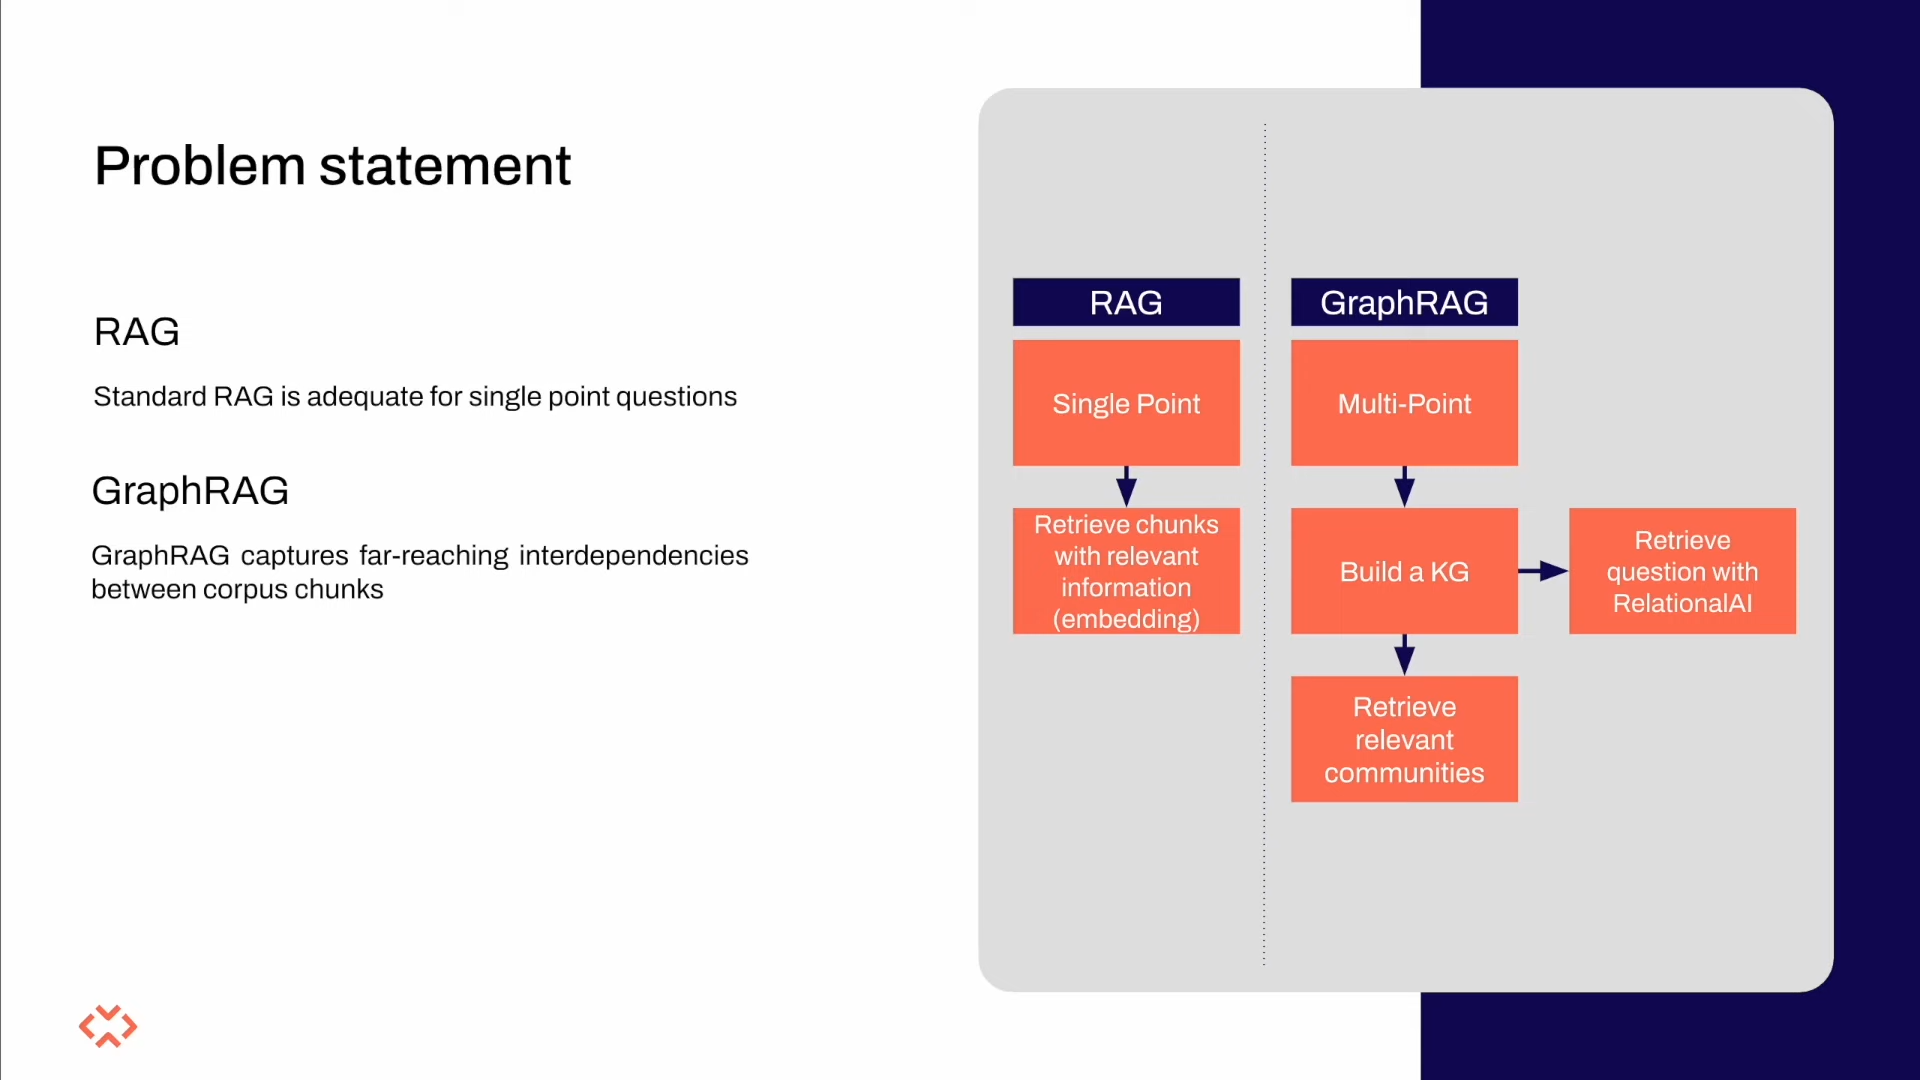 Problem statement
RAG
Standard RAG is adequate for single point questions
GraphRAG
GraphRAG captures far-reaching interdependencies
between corpus chunks
RAG
Single Point
Retrieve chunks
with relevant
information
(embedding)
GraphRAG
Multi-Point
Build a KG
Retrieve
question with
RelationalAI
Retrieve
relevant
communities